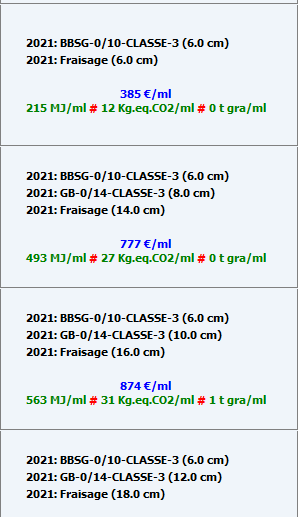 2021: BBSG-0/10-CLASSE-3 (6.0 cm)
2021: Fraisage (6.0 cm)
385 €/ml
215 MJ/ml # 12 Kg.eq.CO2/ml # 0 t gra/ml
2021: BBSG-0/10-CLASSE-3 (6.0 cm)
2021: GB-0/14-CLASSE-3 (8.0 cm)
2021: Fraisage (14.0 cm)
777 €/ml
493 MJ/ml # 27 Kg.eq.CO2/ml # 0 t gra/ml
2021: BBSG-0/10-CLASSE-3 (6.0 cm)
2021: GB-0/14-CLASSE-3 (10.0 cm)
2021: Fraisage (16.0 cm)
874 €/ml
563 MJ/ml # 31 Kg.eq.CO2/ml # 1 t gra/ml
2021: BBSG-0/10-CLASSE-3 (6.0 cm)
2021: GB-0/14-CLASSE-3 (12.0 cm)
2021: Fraisage (18.0 cm)